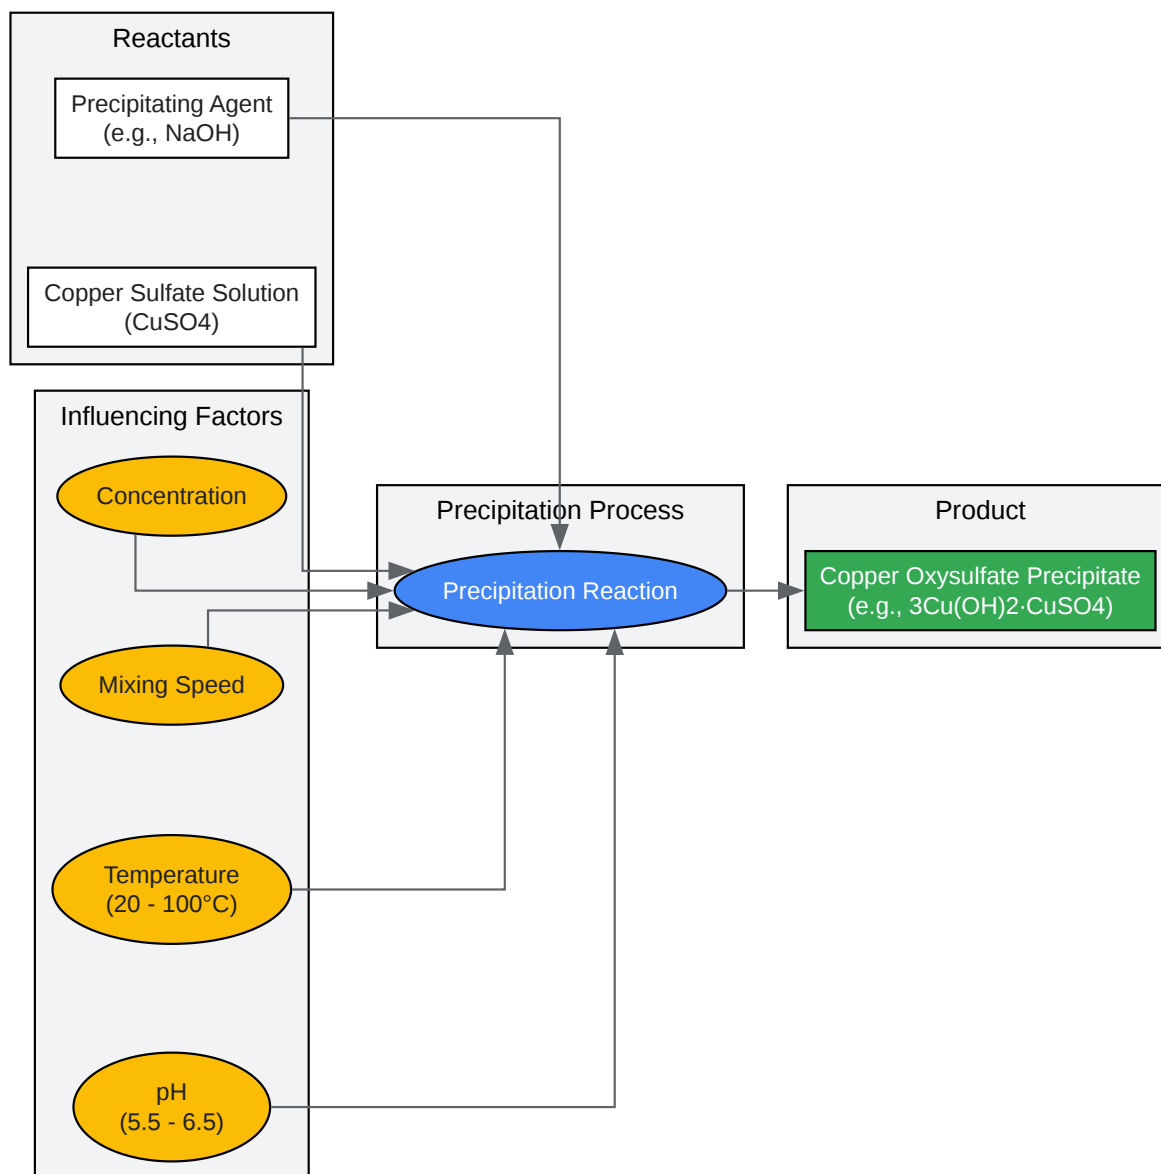 Reactants
Precipitating Agent
(e.g., NaOH)
Copper Sulfate Solution
(CuSO4)
Influencing Factors
Concentration
Mixing Speed
Temperature
(20 - 100°C)
pH
(5.5 - 6.5)
Precipitation Process
Precipitation Reaction
Product
Copper Oxysulfate Precipitate
(e.g., 3Cu(OH)2·CuSO4)